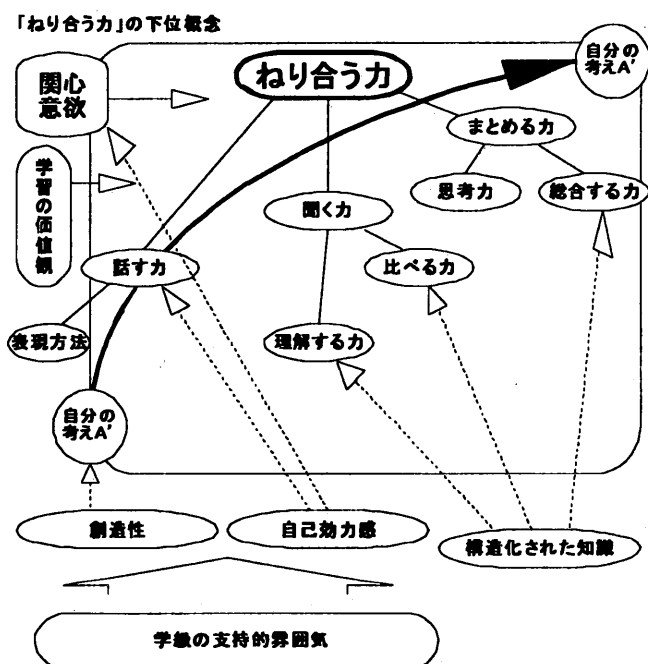 「ねり合う力」の下位概念
自分の
考えA'
関心
意欲
ねり合う力
まとめる力
学習の価値観
思考力
総合する力
聞く力
話す力
比べる力
表現方法
理解する力
自分の
考えA'
創造性
自己効力感
構造化された知識
学級の支持的雰囲気